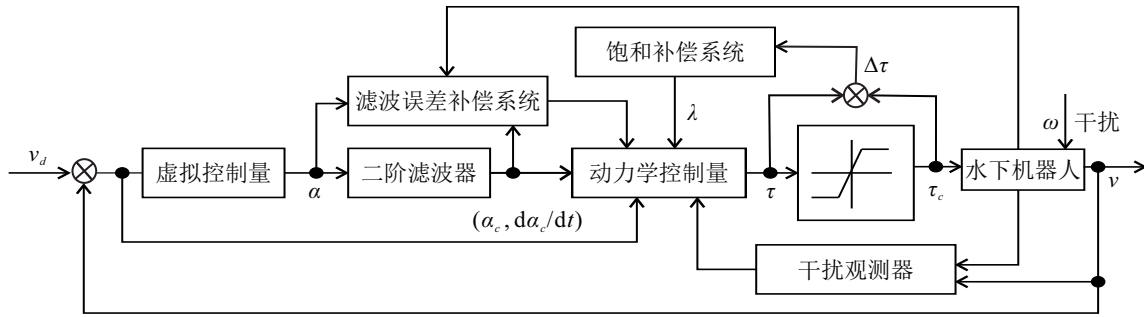 饱和补偿系统
Δτ
滤波误差补偿系统
λ
ω 干扰
v_d
虚拟控制量
α
二阶滤波器
动力学控制量
τ
τ_c
水下机器人
v
(α_c, dα_c/dt)
干扰观测器